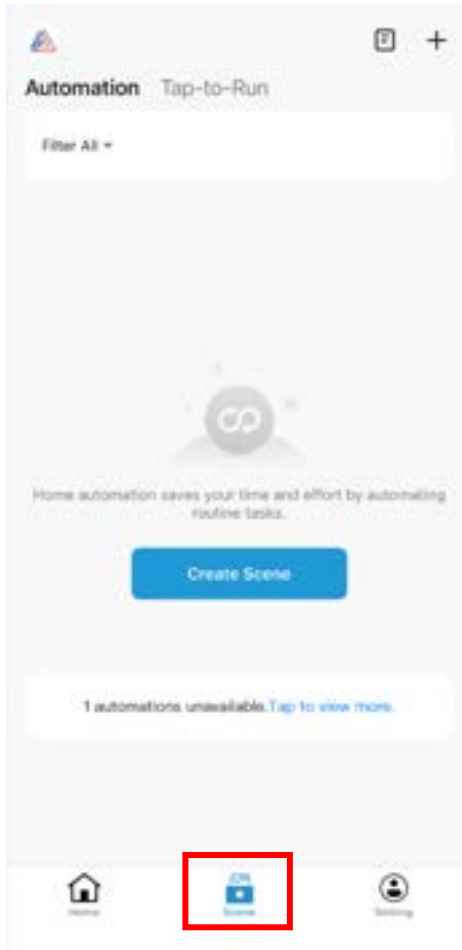 Automation Tap-to-Run
Filter All
Home automation saves your time and effort by automating
routine tasks.
Create Scene
1 automations unavailable.Tap to view more.
Home Scene Setting